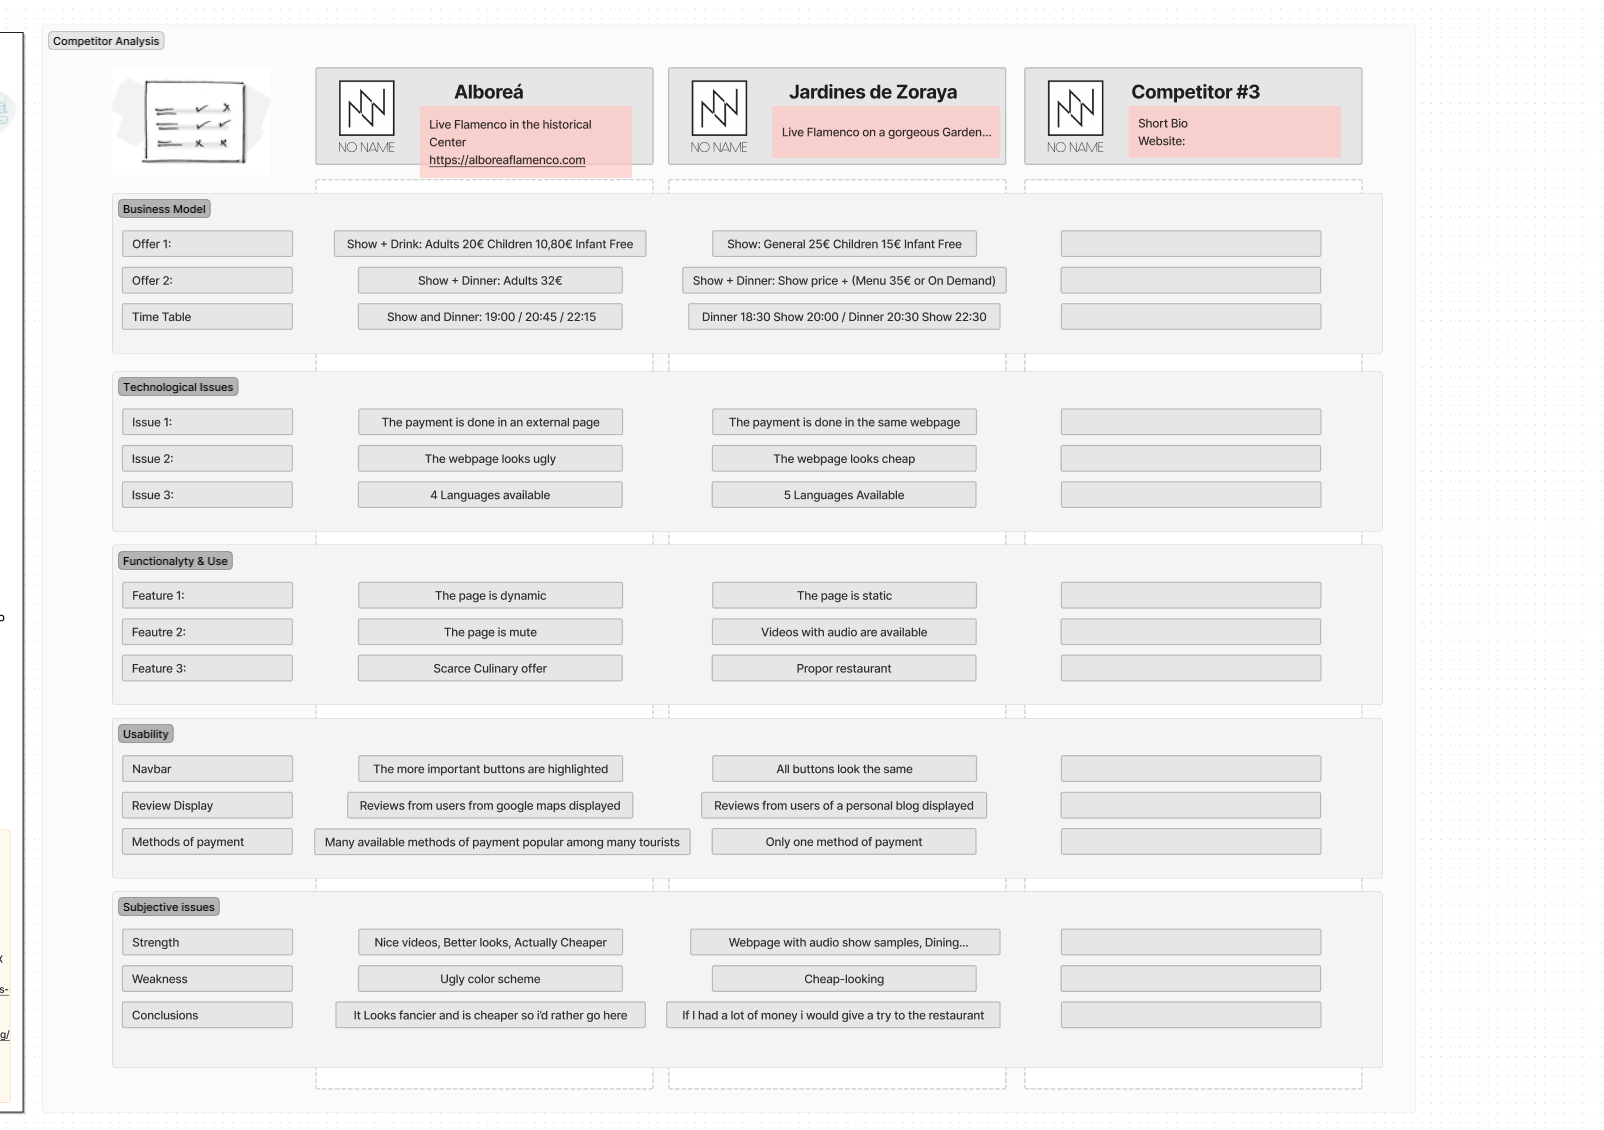 Competitor Analysis
NO NAME
Alboreá
Live Flamenco in the historical
Center
https://alboreaflamenco.com
NO NAME
Jardines de Zoraya
Live Flamenco on a gorgeous Garden...
NO NAME
Competitor #3
Short Bio
Website:
Business Model
Offer 1:
Show + Drink: Adults 20€ Children 10,80€ Infant Free
Show: General 25€ Children 15€ Infant Free
Offer 2:
Show + Dinner: Adults 32€
Show + Dinner: Show price + (Menu 35€ or On Demand)
Time Table
Show and Dinner: 19:00 / 20:45 / 22:15
Dinner 18:30 Show 20:00 / Dinner 20:30 Show 22:30
Technological Issues
Issue 1:
The payment is done in an external page
The payment is done in the same webpage
Issue 2:
The webpage looks ugly
The webpage looks cheap
Issue 3:
4 Languages available
5 Languages Available
Functionalyty & Use
Feature 1:
The page is dynamic
The page is static
Feautre 2:
The page is mute
Videos with audio are available
Feature 3:
Scarce Culinary offer
Propor restaurant
Usability
Navbar
The more important buttons are highlighted
All buttons look the same
Review Display
Reviews from users from google maps displayed
Reviews from users of a personal blog displayed
Methods of payment
Many available methods of payment popular among many tourists
Only one method of payment
Subjective issues
Strength
Nice videos, Better looks, Actually Cheaper
Webpage with audio show samples, Dining...
Weakness
Ugly color scheme
Cheap-looking
Conclusions
It Looks fancier and is cheaper so i'd rather go here
If I had a lot of money i would give a try to the restaurant
s-
g/